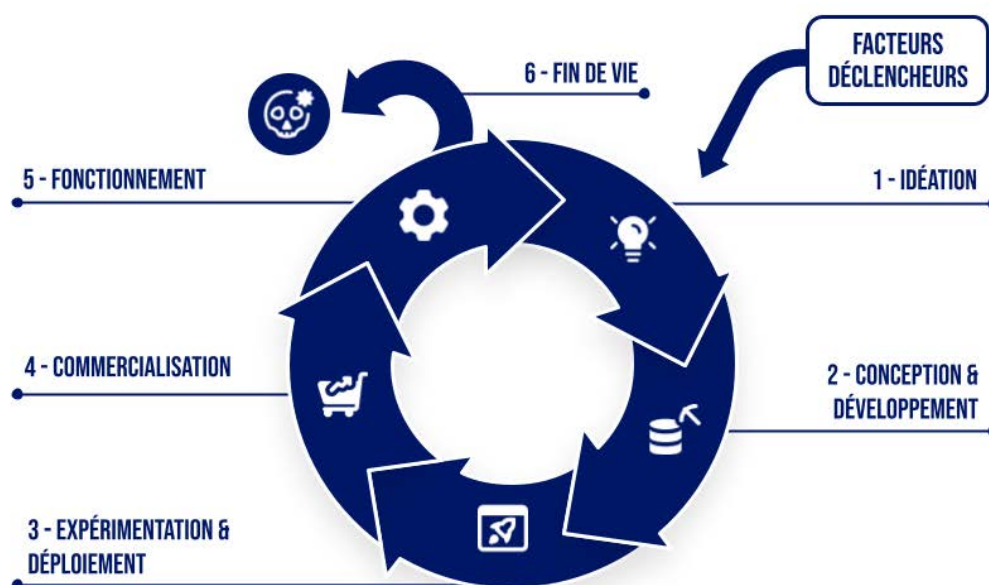 FACTEURS
DÉCLENCHEURS
1 - IDÉATION
2 - CONCEPTION &
DÉVELOPPEMENT
3 - EXPÉRIMENTATION &
DÉPLOIEMENT
4 - COMMERCIALISATION
5 - FONCTIONNEMENT
6 - FIN DE VIE